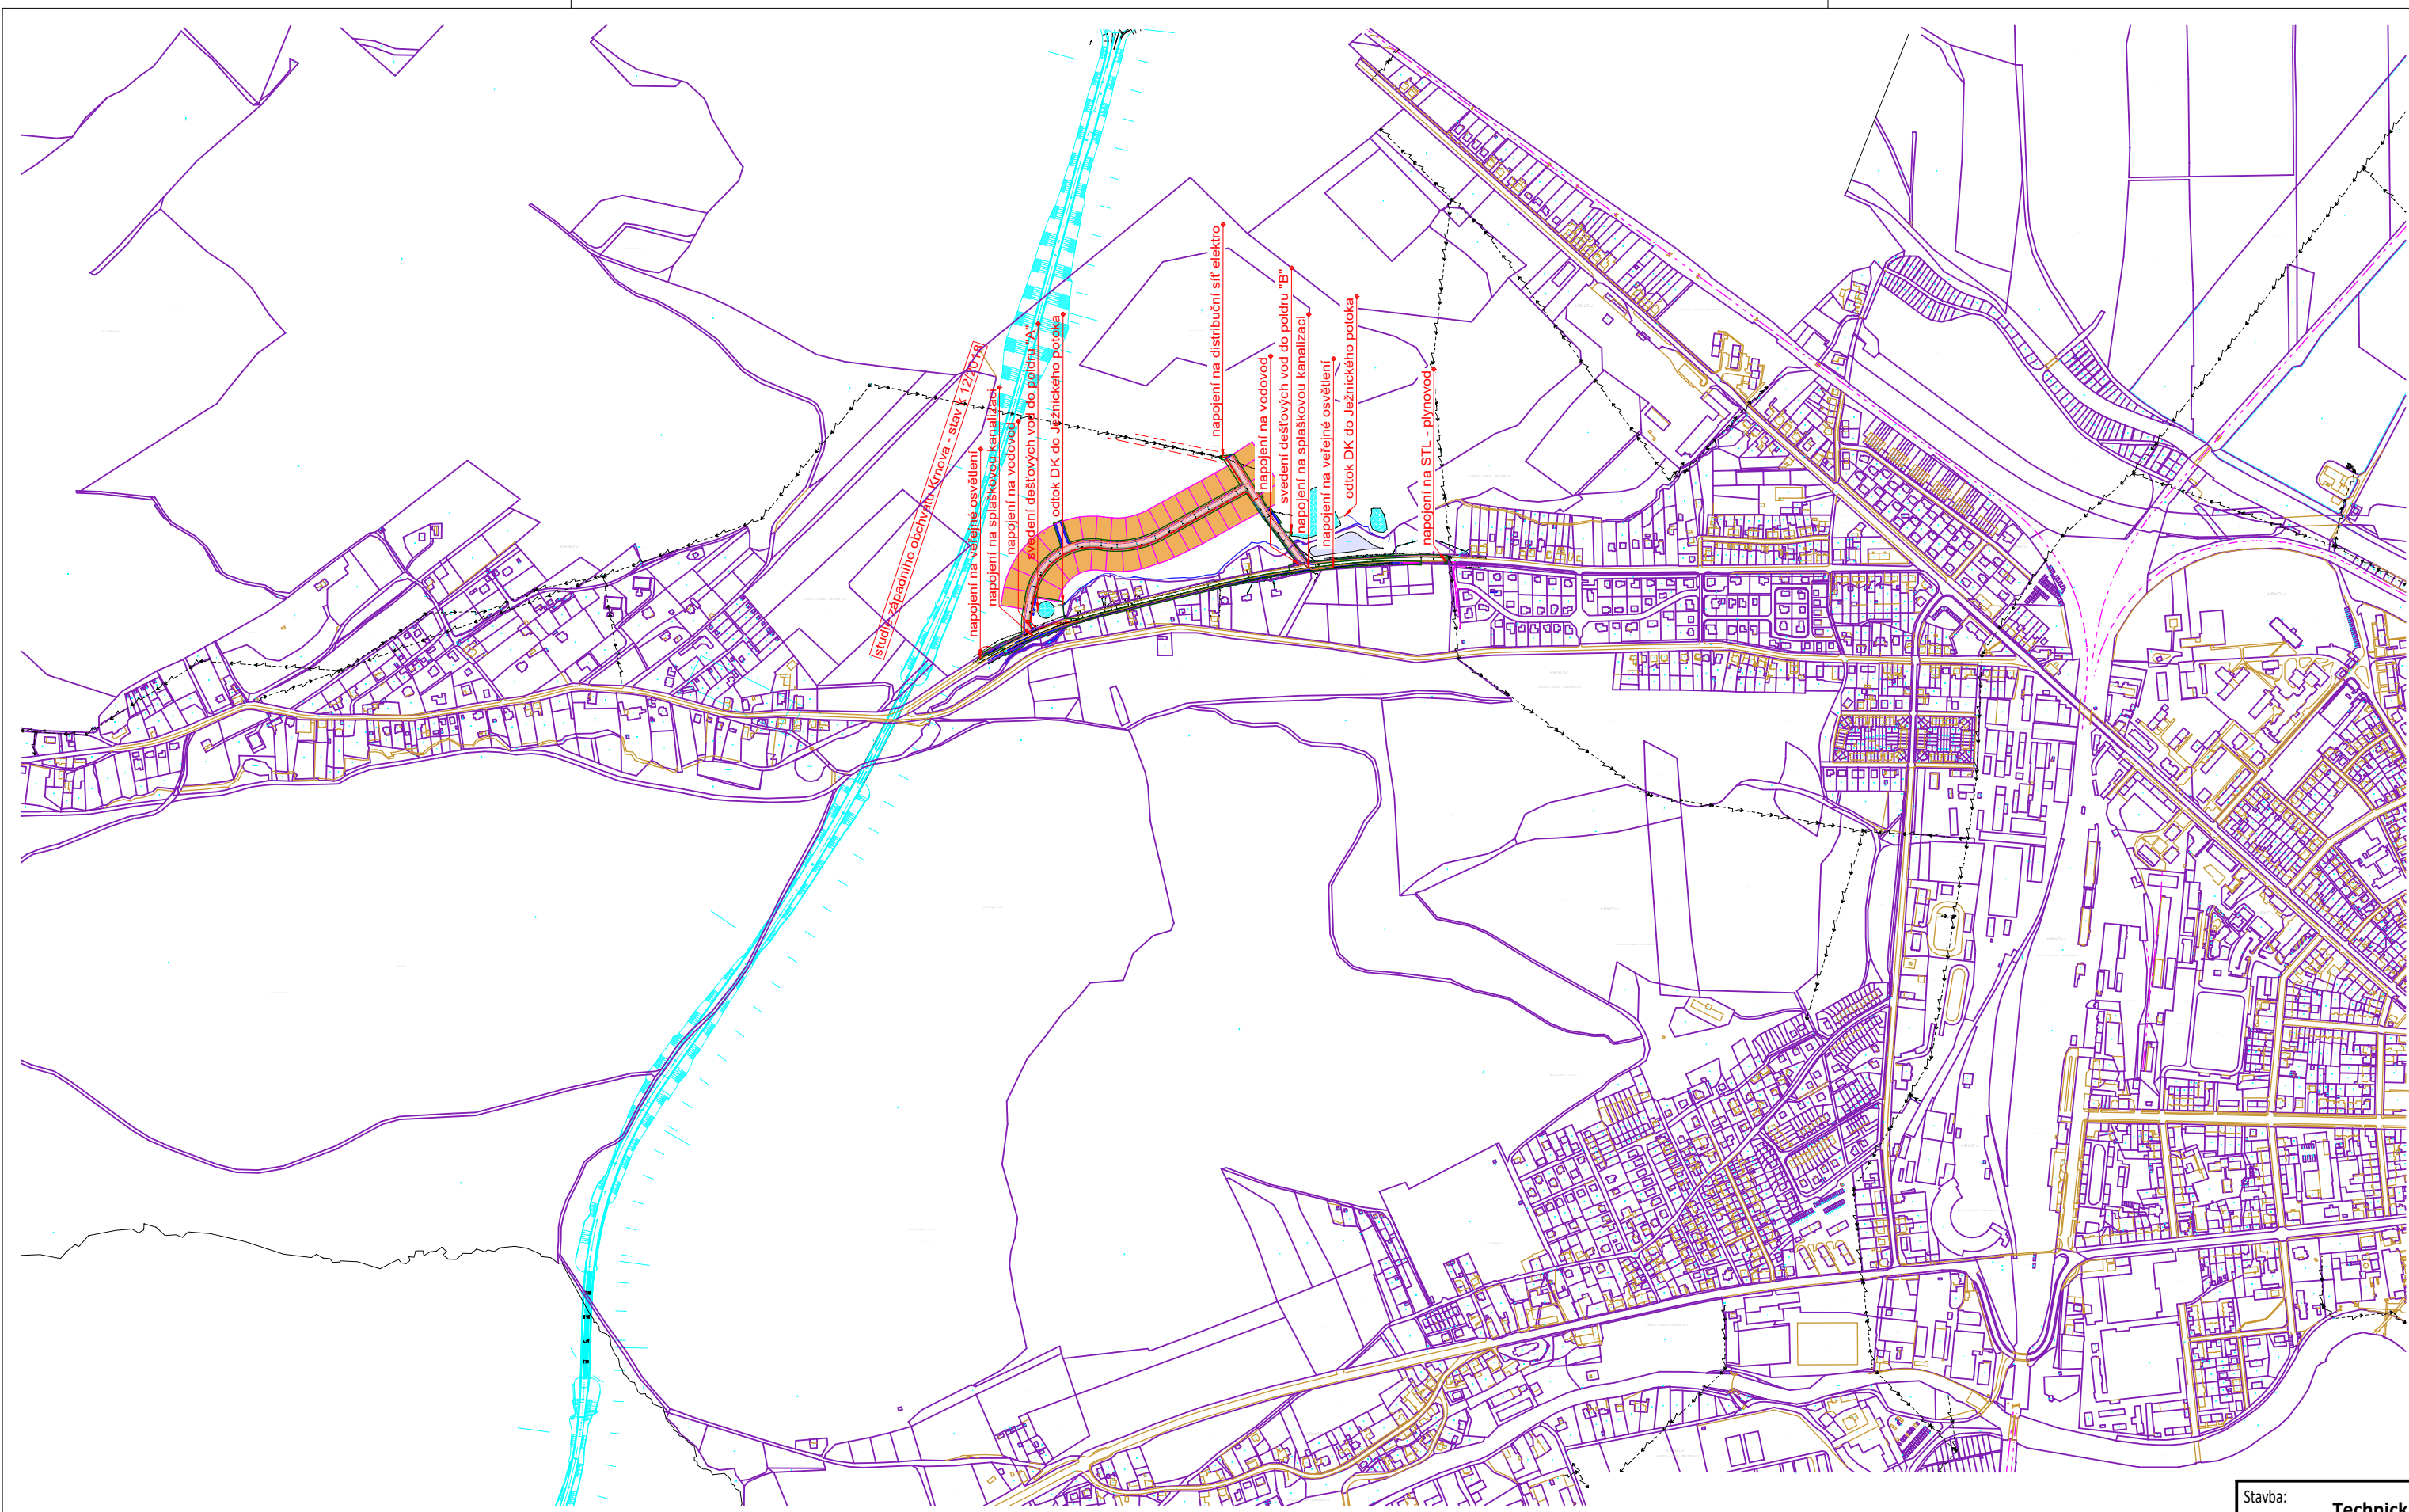 studie západního obchvatu Krnova - stav k 12/2018
napojení na veřejné osvětlení
napojení na splaškovou kanalizaci
napojení na vodovod
svedení dešťových vod do poldru "A"
odtok DK do Ježnického potoka
napojení na distribuční síť elektro
napojení na vodovod
svedení dešťových vod do poldru "B"
napojení na splaškovou kanalizaci
napojení na veřejné osvětlení
odtok DK do Ježnického potoka
napojení na STL - plynovod
Stavba:
Technick